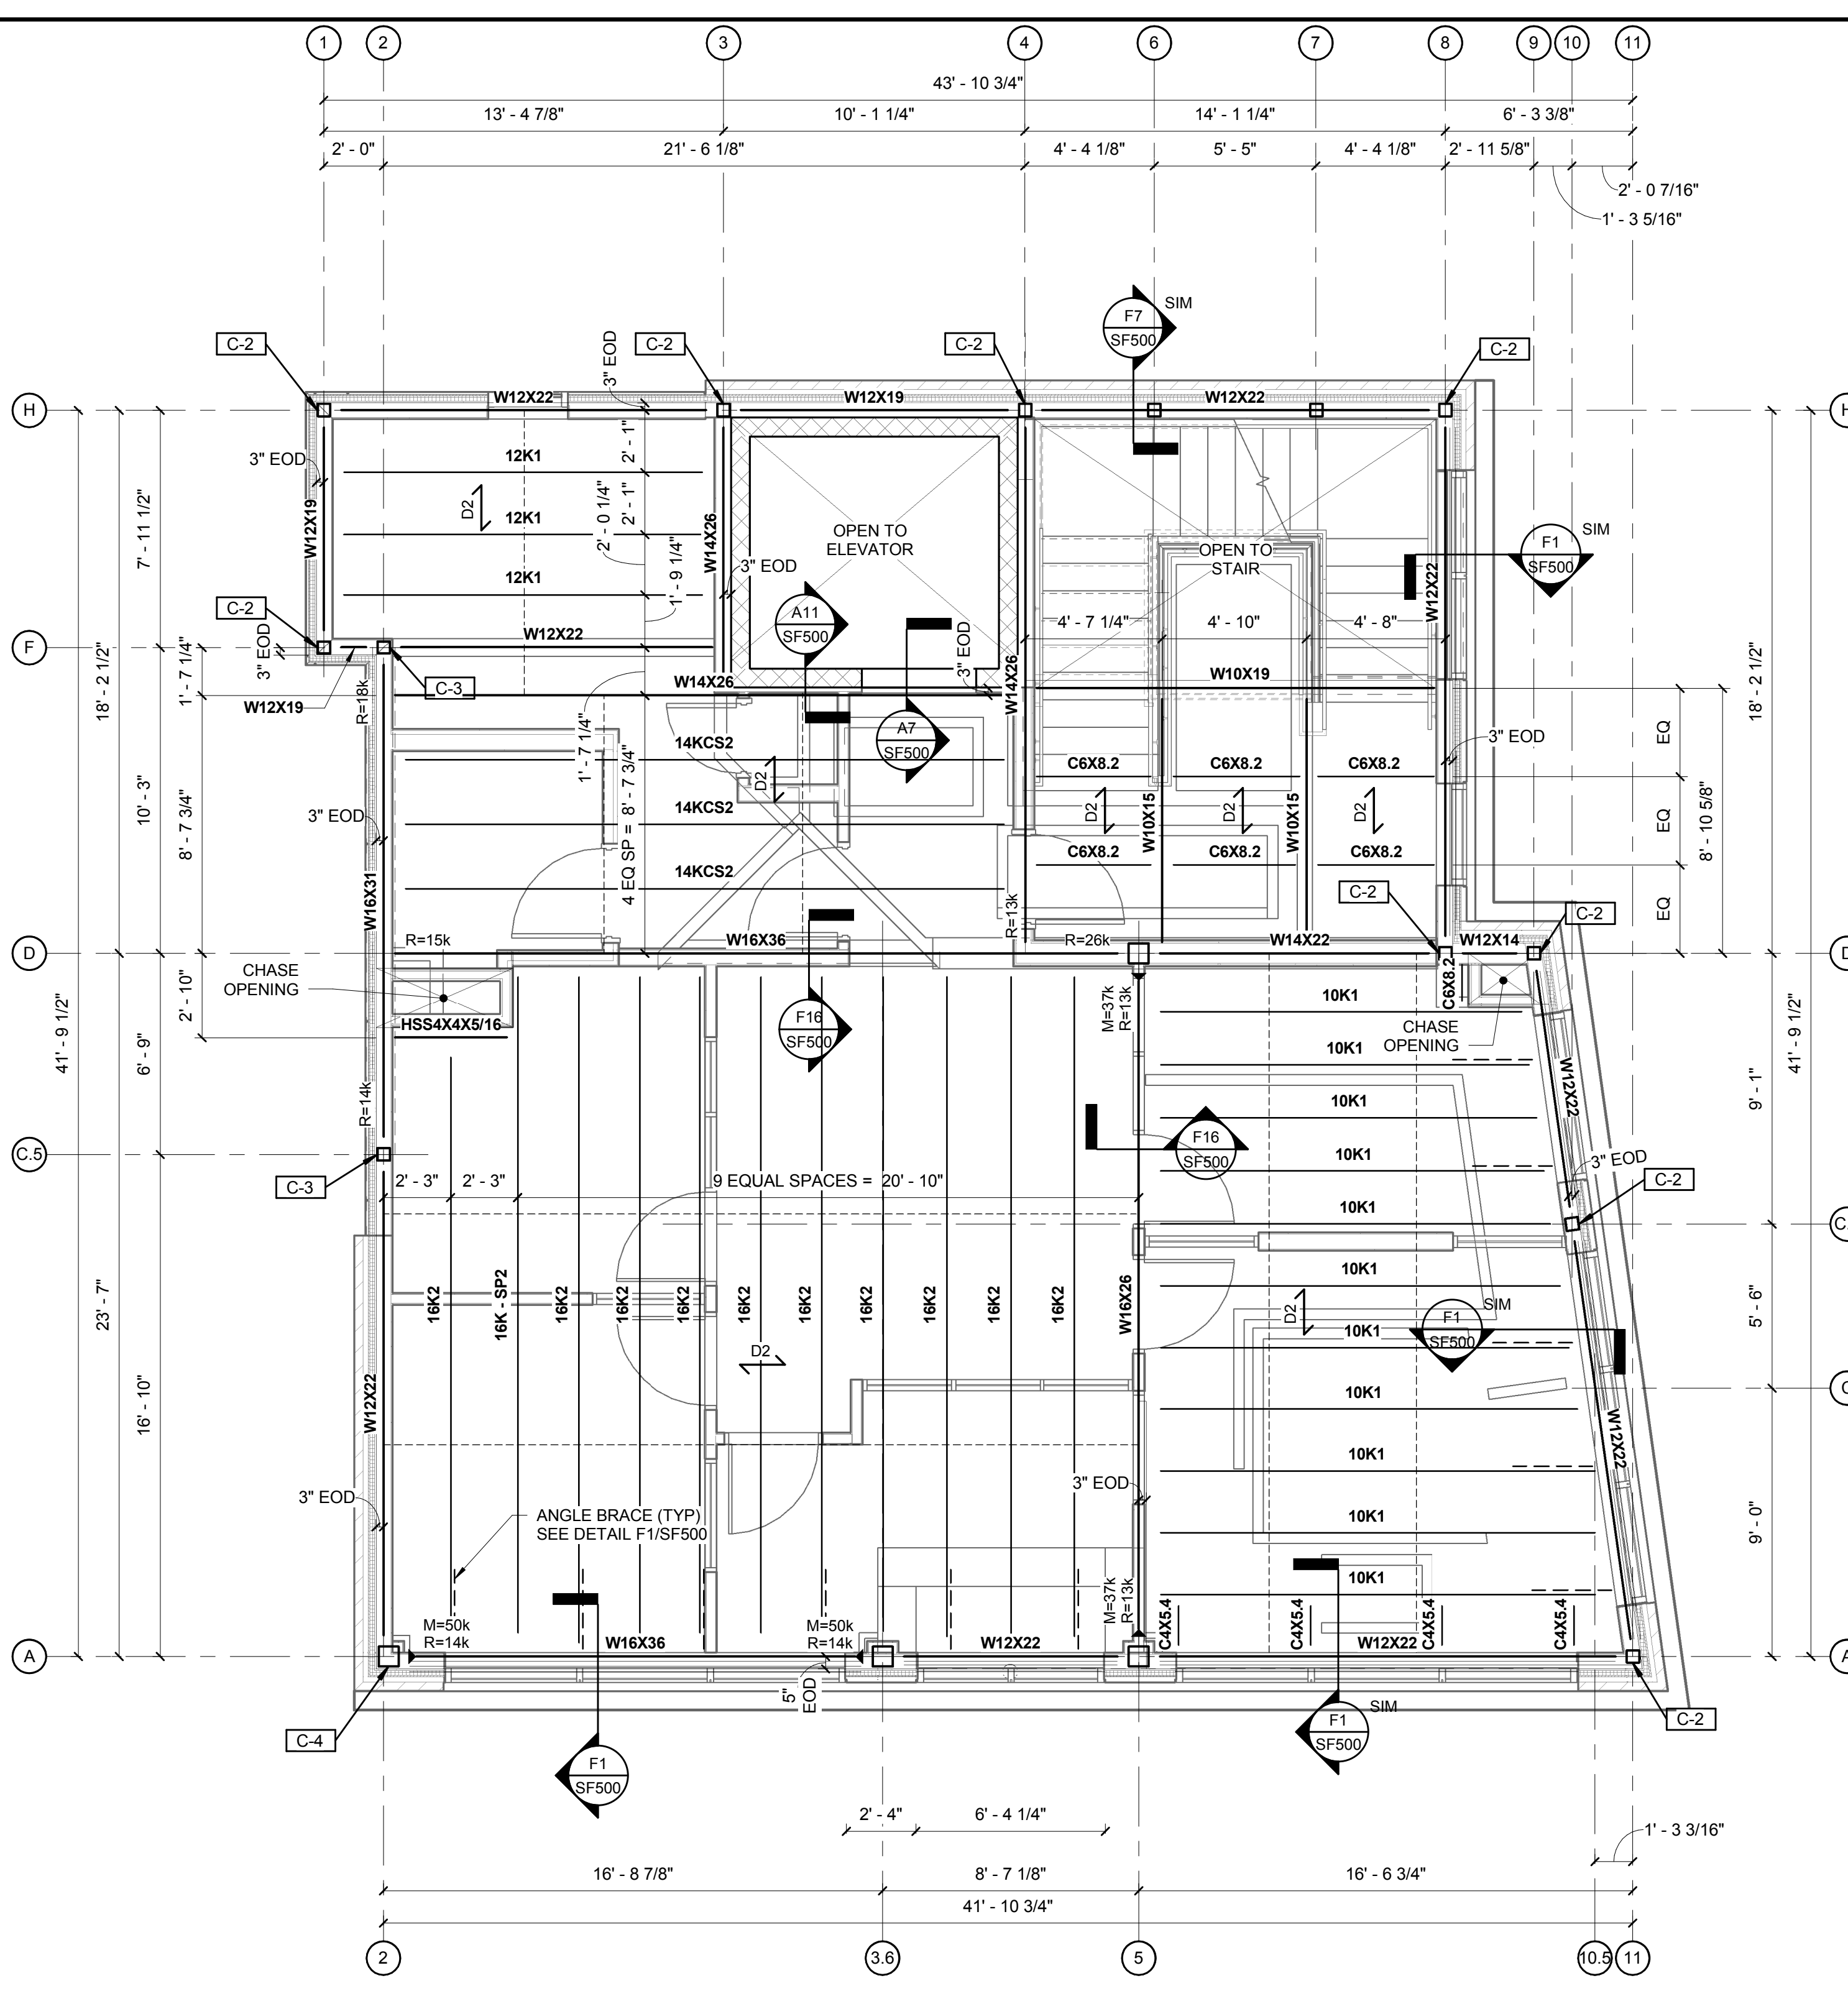 1 2 3 4 6 7 8 9 10 11
43' - 10 3/4"
13' - 4 7/8" 10' - 1 1/4" 14' - 1 1/4" 6' - 3 3/8"
2' - 0" 21' - 6 1/8" 4' - 4 1/8" 5' - 5" 4' - 4 1/8" 2' - 11 5/8"
2' - 0 7/16"
1' - 3 5/16"
F7
SF500
SIM
C-2
C-2
C-2
C-2
3" EOD
H
W12X22
W12X19
W12X22
3" EOD
W12X19
12K1
12K1
12K1
D2
2' - 1"
2' - 1"
2' - 0 1/4"
1' - 9 1/4"
W14X26
3" EOD
OPEN TO
ELEVATOR
OPEN TO
STAIR
W12X22
F1
SF500
SIM
7' - 11 1/2"
C-2
F
W12X22
3" EOD
C-3
W12X19
R=18k
A11
SF500
A7
SF500
3" EOD
W14X26
W14X26
4' - 7 1/4" 4' - 10" 4' - 8"
W10X19
1' - 7 1/4"
1' - 7 1/4"
18' - 2 1/2"
18' - 2 1/2"
10' - 3"
8' - 7 3/4"
4 EQ SP = 8' - 7 3/4"
14KCS2
14KCS2
14KCS2
D2
3" EOD
W16X31
C6X8.2 C6X8.2 C6X8.2
D2 D2 D2
W10X15
W10X15
C6X8.2 C6X8.2 C6X8.2
3" EOD
EQ
EQ
EQ
8' - 10 5/8"
C-2
C-2
D
R=15k
W16X36
R=13k
R=26k
W14X22
W12X14
C6X8.2
CHASE
OPENING
HSS4X4X5/16
2' - 10"
F16
SF500
M=37k
R=13k
10K1
10K1
10K1
10K1
10K1
10K1
10K1
10K1
10K1
10K1
10K1
CHASE
OPENING
W12X22
41' - 9 1/2"
41' - 9 1/2"
6' - 9"
R=14k
9' - 1"
C.5
C-3
2' - 3" 2' - 3"
9 EQUAL SPACES = 20' - 10"
F16
SF500
3" EOD
C-2
23' - 7"
16' - 10"
16K2
16K - SP2
16K2
16K2
16K2
16K2
16K2
16K2
16K2
16K2
16K2
W16X26
D2
D2
F1
SF500
SIM
5' - 6"
W12X22
W12X22
3" EOD
3" EOD
ANGLE BRACE (TYP)
SEE DETAIL F1/SF500
9' - 0"
M=50k
R=14k
W16X36
M=50k
R=14k
W12X22
M=37k
R=13k
C4X5.4
C4X5.4
W12X22
C4X5.4
C4X5.4
A
5"
EOD
C-4
F1
SF500
F1
SF500
SIM
C-2
2' - 4" 6' - 4 1/4"
1' - 3 3/16"
16' - 8 7/8" 8' - 7 1/8" 16' - 6 3/4"
41' - 10 3/4"
2 3.6 5 10.5 11